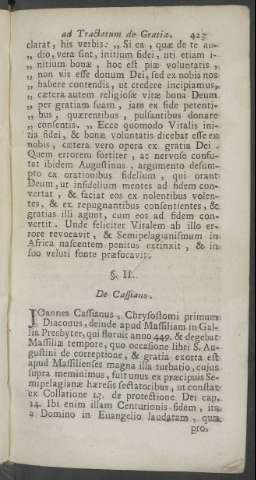 ad Tractatum de Gratia. 423
clarat, his verbis: „ Si ea, quæ de te au-
„ dio, vera sint, initium fidei, uti etiam i-
„ nitium bonæ, hoc est piæ voluntatis,
„ non vis esse donum Dei, sed ex nobis nos
„ habere contendis, ut credere incipiamus,
„ cætera autem religiosæ vitæ bona Deum
„ per gratiam suam, jam ex fide petenti-
„ bus, quærentibus, pulsantibus donare
„ consentis. „ Ecce quomodo Vitalis ini-
tia fidei, & bonæ voluntatis dicebat esse ex
nobis, cætera vero opera ex gratia Dei.
Quem errorem fortiter, ac nervose confu-
tat ibidem Augustinus, argumento desum-
pto ex orationibus fidelium, qui orant
Deum, ut infidelium mentes ad fidem con-
vertat, & faciat eos ex nolentibus volen-
tes, & ex repugnantibus consentientes, &
gratias illi agunt, cum eos ad fidem con-
vertit. Unde feliciter Vitalem ab illo er-
rore revocavit, & Semipelagianismum in
Africa nascentem penitus extinxit, & in
suo veluti fonte præfocavit.
§. II.
De Cassiano.
JOannes Cassianus, Chrysostomi primum
Diaconus, deinde apud Massiliam in Gal-
lia Presbyter, qui floruit anno 449. & degebat
Massiliæ tempore, quo occasione libri S. Au-
gustini de correptione, & gratia exorta est
apud Massilienses magna illa turbatio, cujus
supra meminimus, fuit unus ex præcipuis Se-
mipelagianæ hæresis sectatoribus, ut constat
ex Collatione 13. de protectione Dei cap.
14. Ibi enim illam Centurionis fidem, ita
a Domino in Euangelio laudatam, qua
pro,